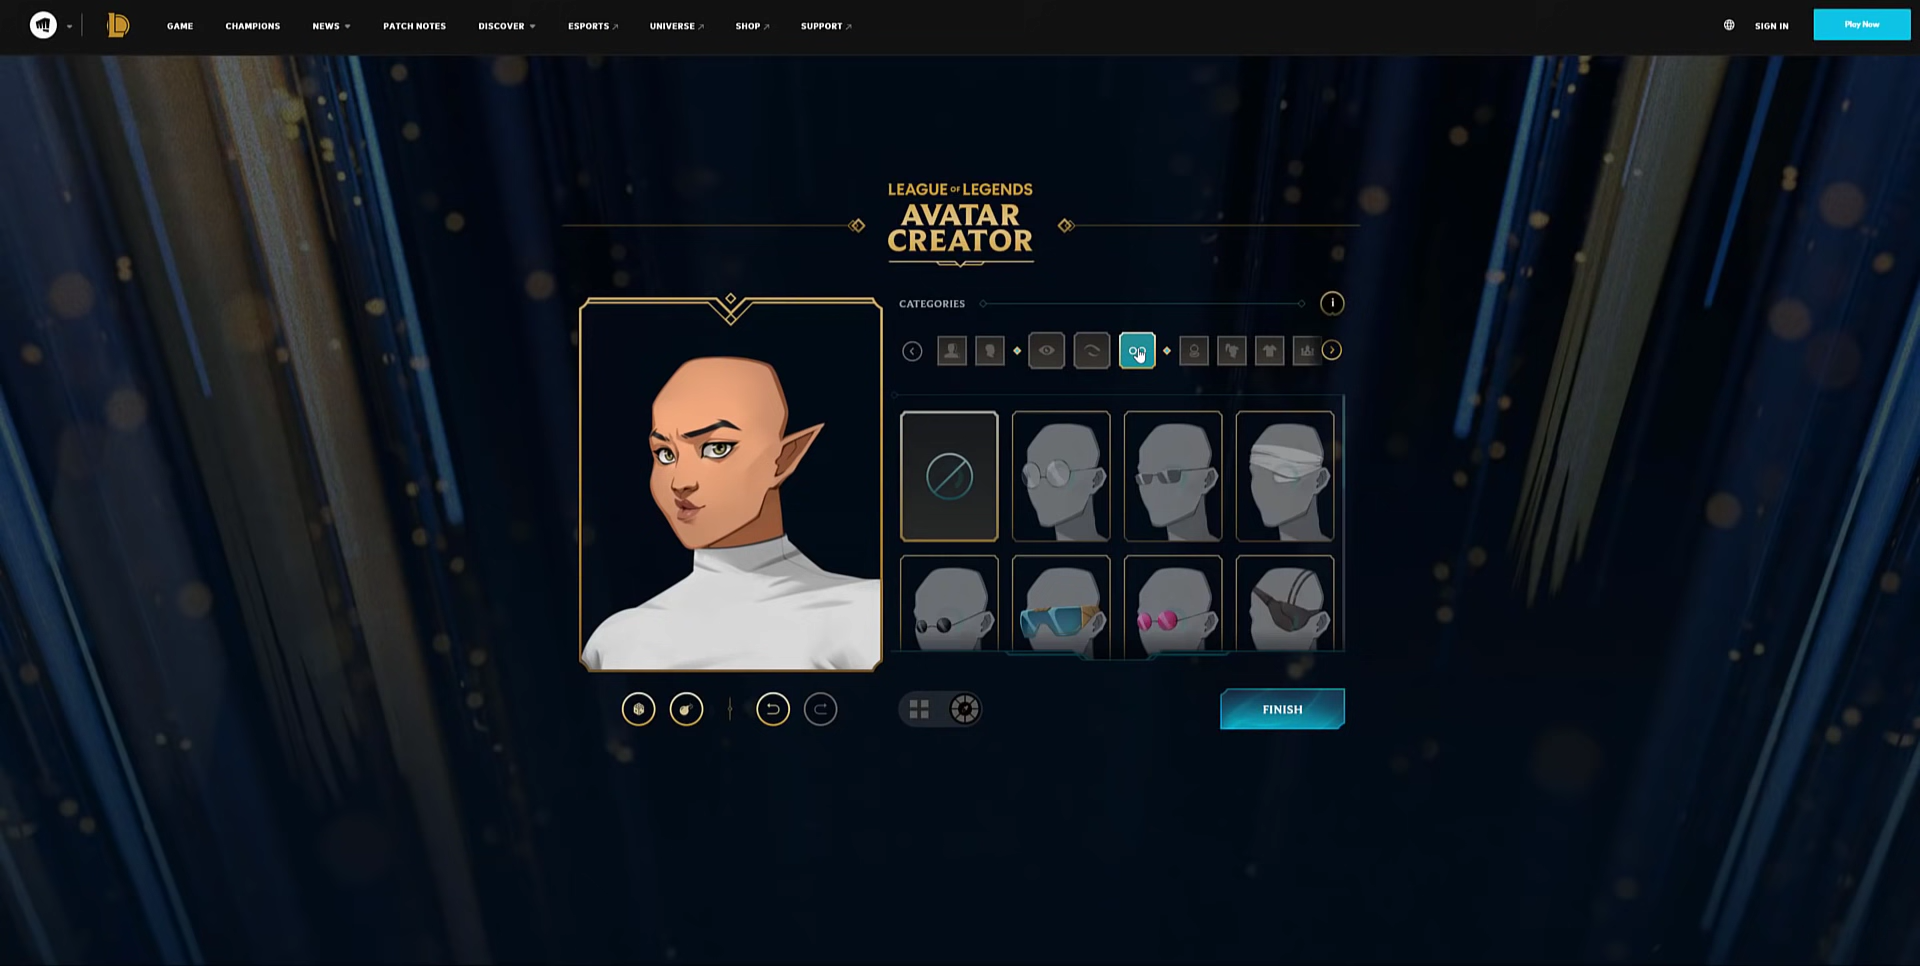 GAME CHAMPIONS NEWS PATCH NOTES DISCOVER ESPORTS UNIVERSE SHOP SUPPORT SIGN IN Play Now
LEAGUE OF LEGENDS
AVATAR
CREATOR
CATEGORIES
i
FINISH